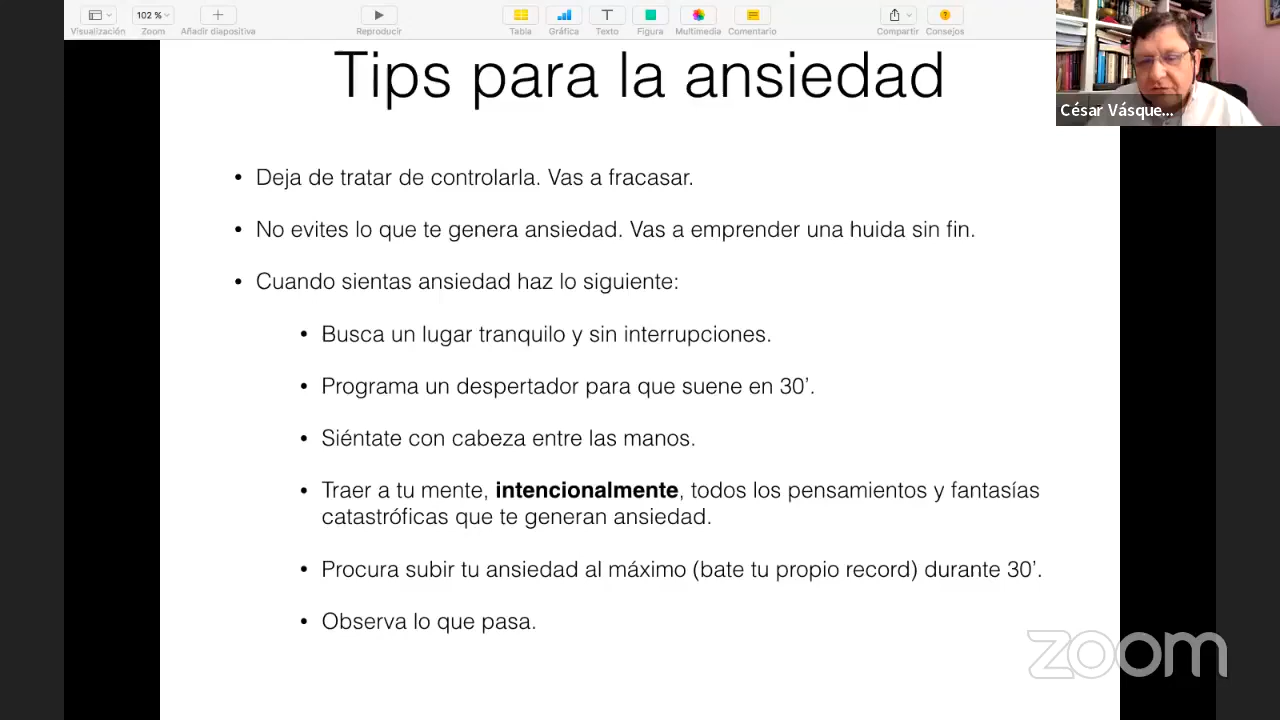 102 %
Visualización Zoom Añadir diapositiva Reproducir Tabla Gráfica Texto Figura Multimedia Comentario Compartir Consejos
César Vásque...
Tips para la ansiedad
• Deja de tratar de controlarla. Vas a fracasar.
• No evites lo que te genera ansiedad. Vas a emprender una huida sin fin.
• Cuando sientas ansiedad haz lo siguiente:
• Busca un lugar tranquilo y sin interrupciones.
• Programa un despertador para que suene en 30’.
• Siéntate con cabeza entre las manos.
• Traer a tu mente, intencionalmente, todos los pensamientos y fantasías
catastróficas que te generan ansiedad.
• Procura subir tu ansiedad al máximo (bate tu propio record) durante 30’.
• Observa lo que pasa.
zoom